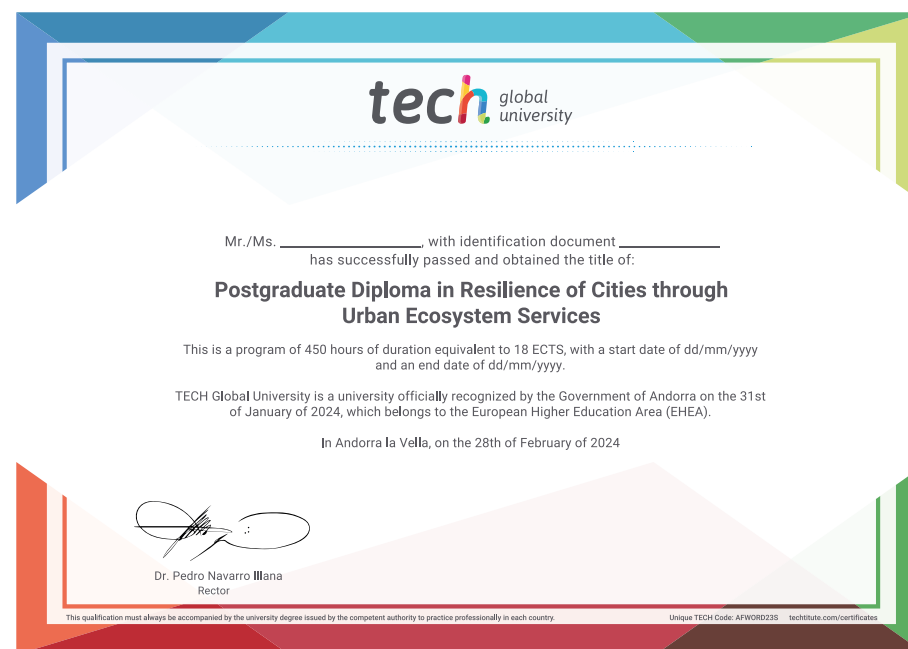 tech global
university
Mr./Ms. ____________, with identification document ____________
has successfully passed and obtained the title of:
Postgraduate Diploma in Resilience of Cities through
Urban Ecosystem Services
This is a program of 450 hours of duration equivalent to 18 ECTS, with a start date of dd/mm/yyyy
and an end date of dd/mm/yyyy.
TECH Global University is a university officially recognized by the Government of Andorra on the 31st
of January of 2024, which belongs to the European Higher Education Area (EHEA).
In Andorra la Vella, on the 28th of February of 2024
Dr. Pedro Navarro Illana
Rector
This qualification must always be accompanied by the university degree issued by the competent authority to practice professionally in each country.
Unique TECH Code: AFWORD23S techtitute.com/certificates